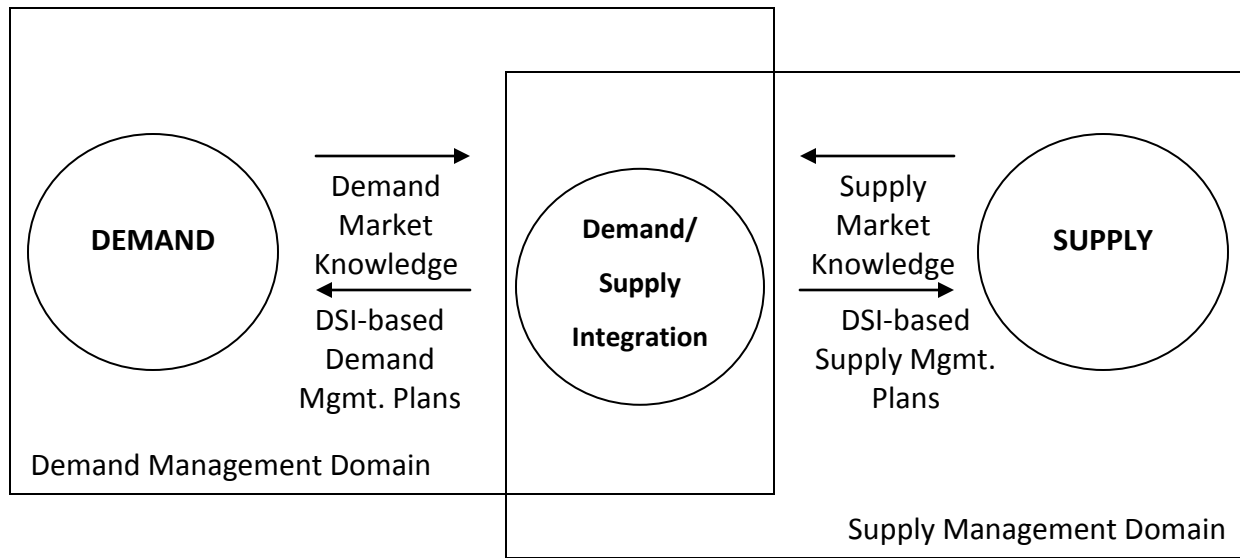 DEMAND
Demand
Market
Knowledge
DSI-based
Demand
Mgmt. Plans
Demand/
Supply
Integration
Supply
Market
Knowledge
DSI-based
Supply Mgmt.
Plans
SUPPLY
Demand Management Domain
Supply Management Domain